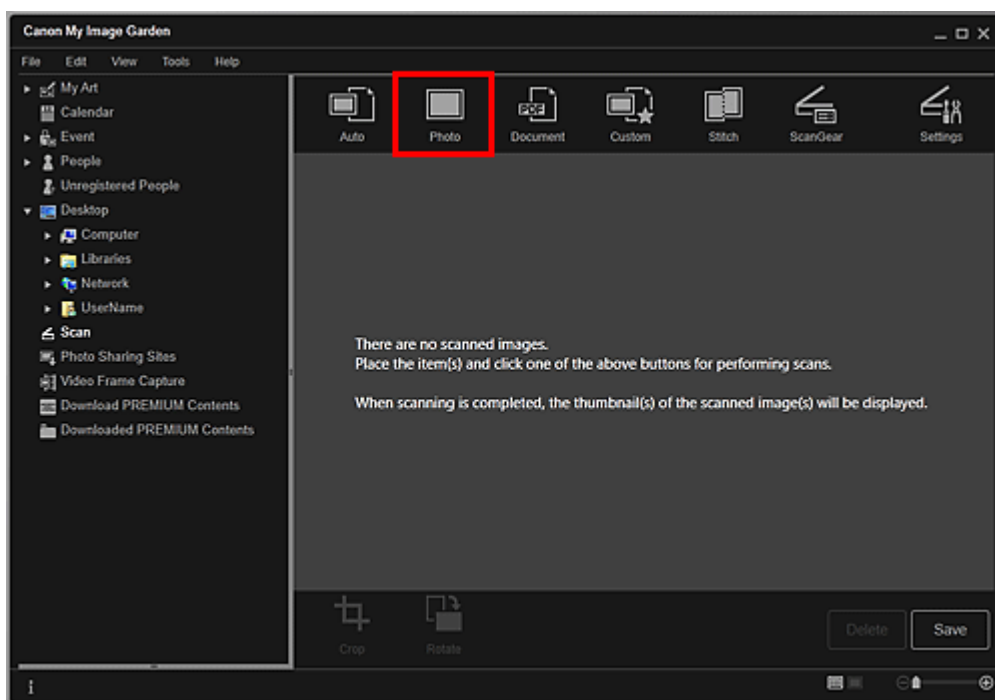 Canon My Image Garden
File Edit View Tools Help
My Art
Calendar
Event
People
Unregistered People
Desktop
Computer
Libraries
Network
UserName
Scan
Photo Sharing Sites
Video Frame Capture
Download PREMIUM Contents
Downloaded PREMIUM Contents
Auto Photo Document Custom Stitch ScanGear Settings
PDF
There are no scanned images.
Place the item(s) and click one of the above buttons for performing scans.
When scanning is completed, the thumbnail(s) of the scanned image(s) will be displayed.
Crop Rotate Delete Save